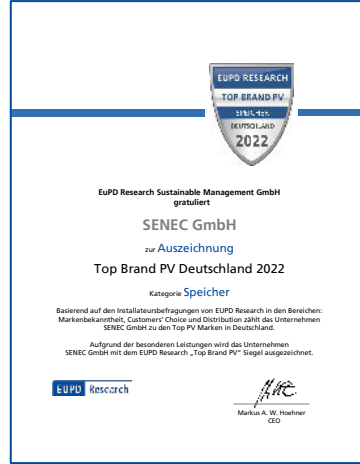 EUPD RESEARCH
TOP BRAND PV
SPEICHER
DEUTSCHLAND
2022
EuPD Research Sustainable Management GmbH
gratuliert
SENEC GmbH
zur Auszeichnung
Top Brand PV Deutschland 2022
Kategorie Speicher
Basierend auf den Installateursbefragungen von EUPD Research in den Bereichen:
Markenbekanntheit, Customers' Choice und Distribution zählt das Unternehmen
SENEC GmbH zu den Top PV Marken in Deutschland.
Aufgrund der besonderen Leistungen wird das Unternehmen
SENEC GmbH mit dem EUPD Research „Top Brand PV" Siegel ausgezeichnet.
EUPD Research
Markus A. W. Hoehner
CEO